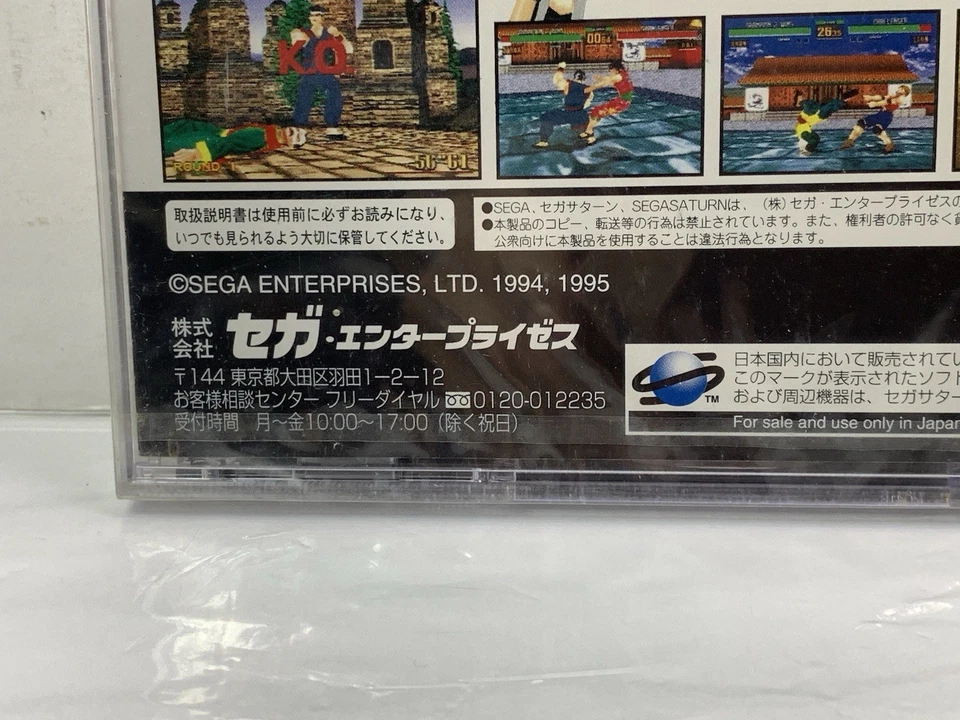 K.O.
ROUND
56"61
26
取扱説明書は使用前に必ずお読みになり、
いつでも見られるよう大切に保管してください。
●SEGA、セガサターン、SEGASATURNは、(株)セガ・エンタープライゼスの
●本製品のコピー、転送等の行為は禁止されています。また、権利者の許可なく
公衆向けに本製品を使用することは違法行為となります。
©SEGA ENTERPRISES, LTD. 1994, 1995
株式会社 セガ・エンタープライゼス
〒144 東京都大田区羽田1-2-12
お客様相談センター フリーダイヤル 0120-012235
受付時間 月〜金10:00〜17:00(除く祝日)
TM
日本国内において販売されてい
このマークが表示されたソフト
および周辺機器は、セガサター
For sale and use only in Japan